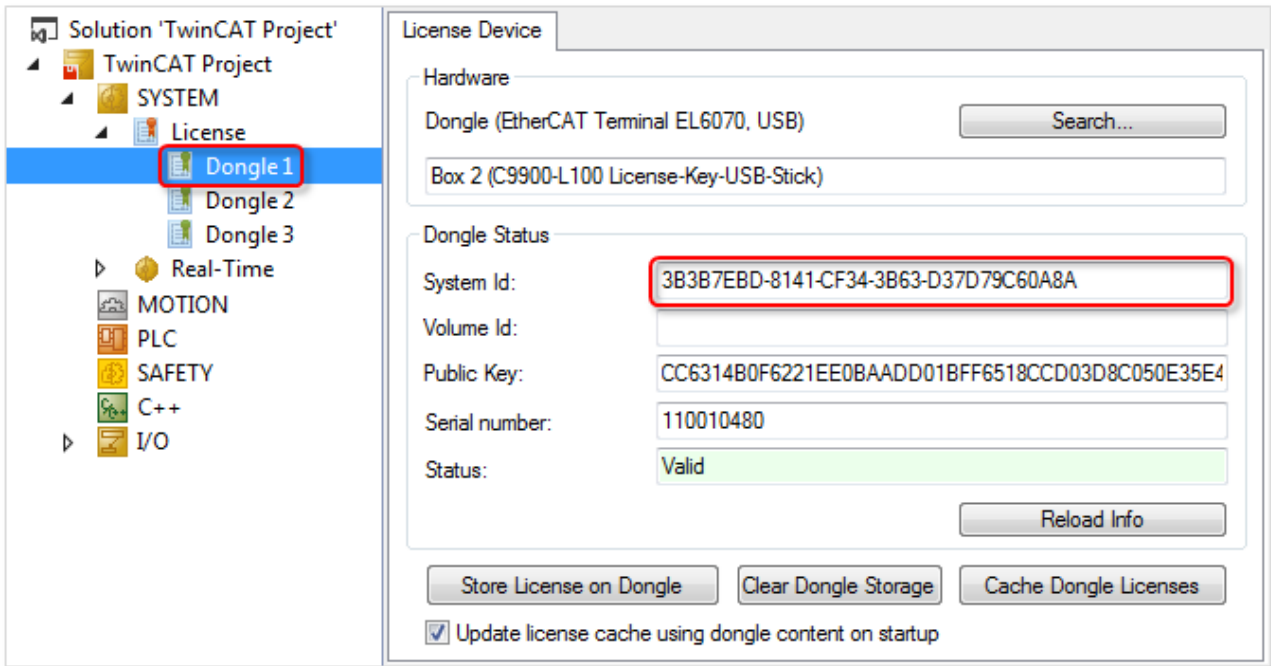 Solution 'TwinCAT Project'
TwinCAT Project
SYSTEM
License
Dongle 1
Dongle 2
Dongle 3
Real-Time
MOTION
PLC
SAFETY
C++
I/O
License Device
Hardware
Dongle (EtherCAT Terminal EL6070, USB)
Search...
Box 2 (C9900-L100 License-Key-USB-Stick)
Dongle Status
System Id: 3B3B7EBD-8141-CF34-3B63-D37D79C60A8A
Volume Id:
Public Key: CC6314B0F6221EE0BAADD01BFF6518CCD03D8C050E35E4
Serial number: 110010480
Status: Valid
Reload Info
Store License on Dongle Clear Dongle Storage Cache Dongle Licenses
Update license cache using dongle content on startup